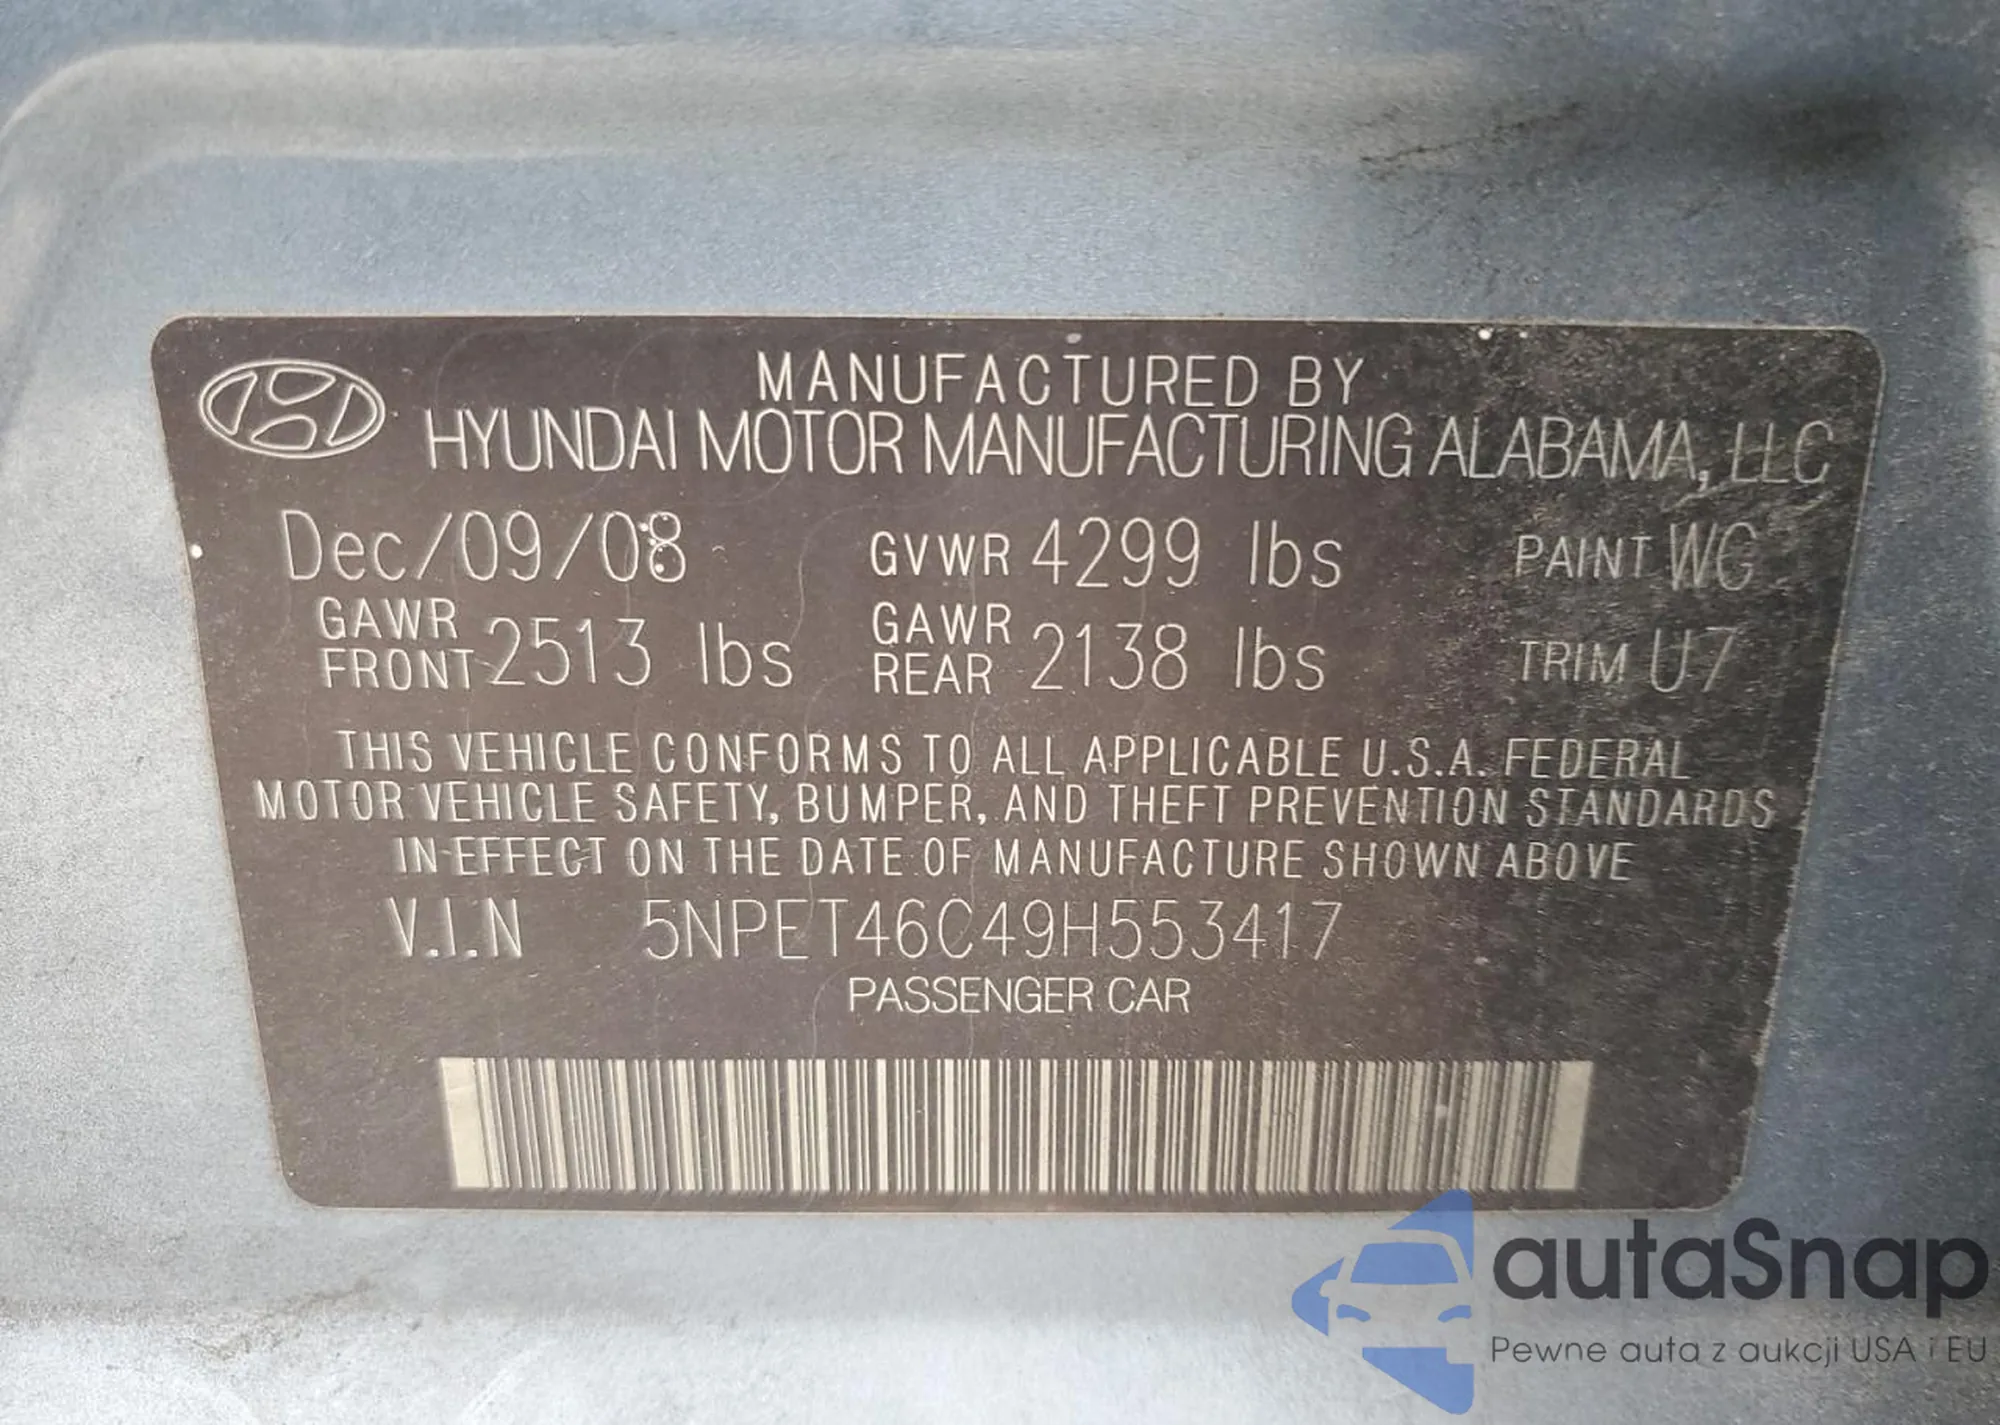 MANUFACTURED BY
HYUNDAI MOTOR MANUFACTURING ALABAMA, LLC
Dec/09/08 GVWR 4299 lbs PAINT WG
GAWR FRONT 2513 lbs GAWR REAR 2138 lbs TRIM U7
THIS VEHICLE CONFORMS TO ALL APPLICABLE U.S.A. FEDERAL
MOTOR VEHICLE SAFETY, BUMPER, AND THEFT PREVENTION STANDARDS
IN EFFECT ON THE DATE OF MANUFACTURE SHOWN ABOVE
V.I.N 5NPET46C49H553417
PASSENGER CAR
autaSnap
Pewne auta z aukcji USA i EU